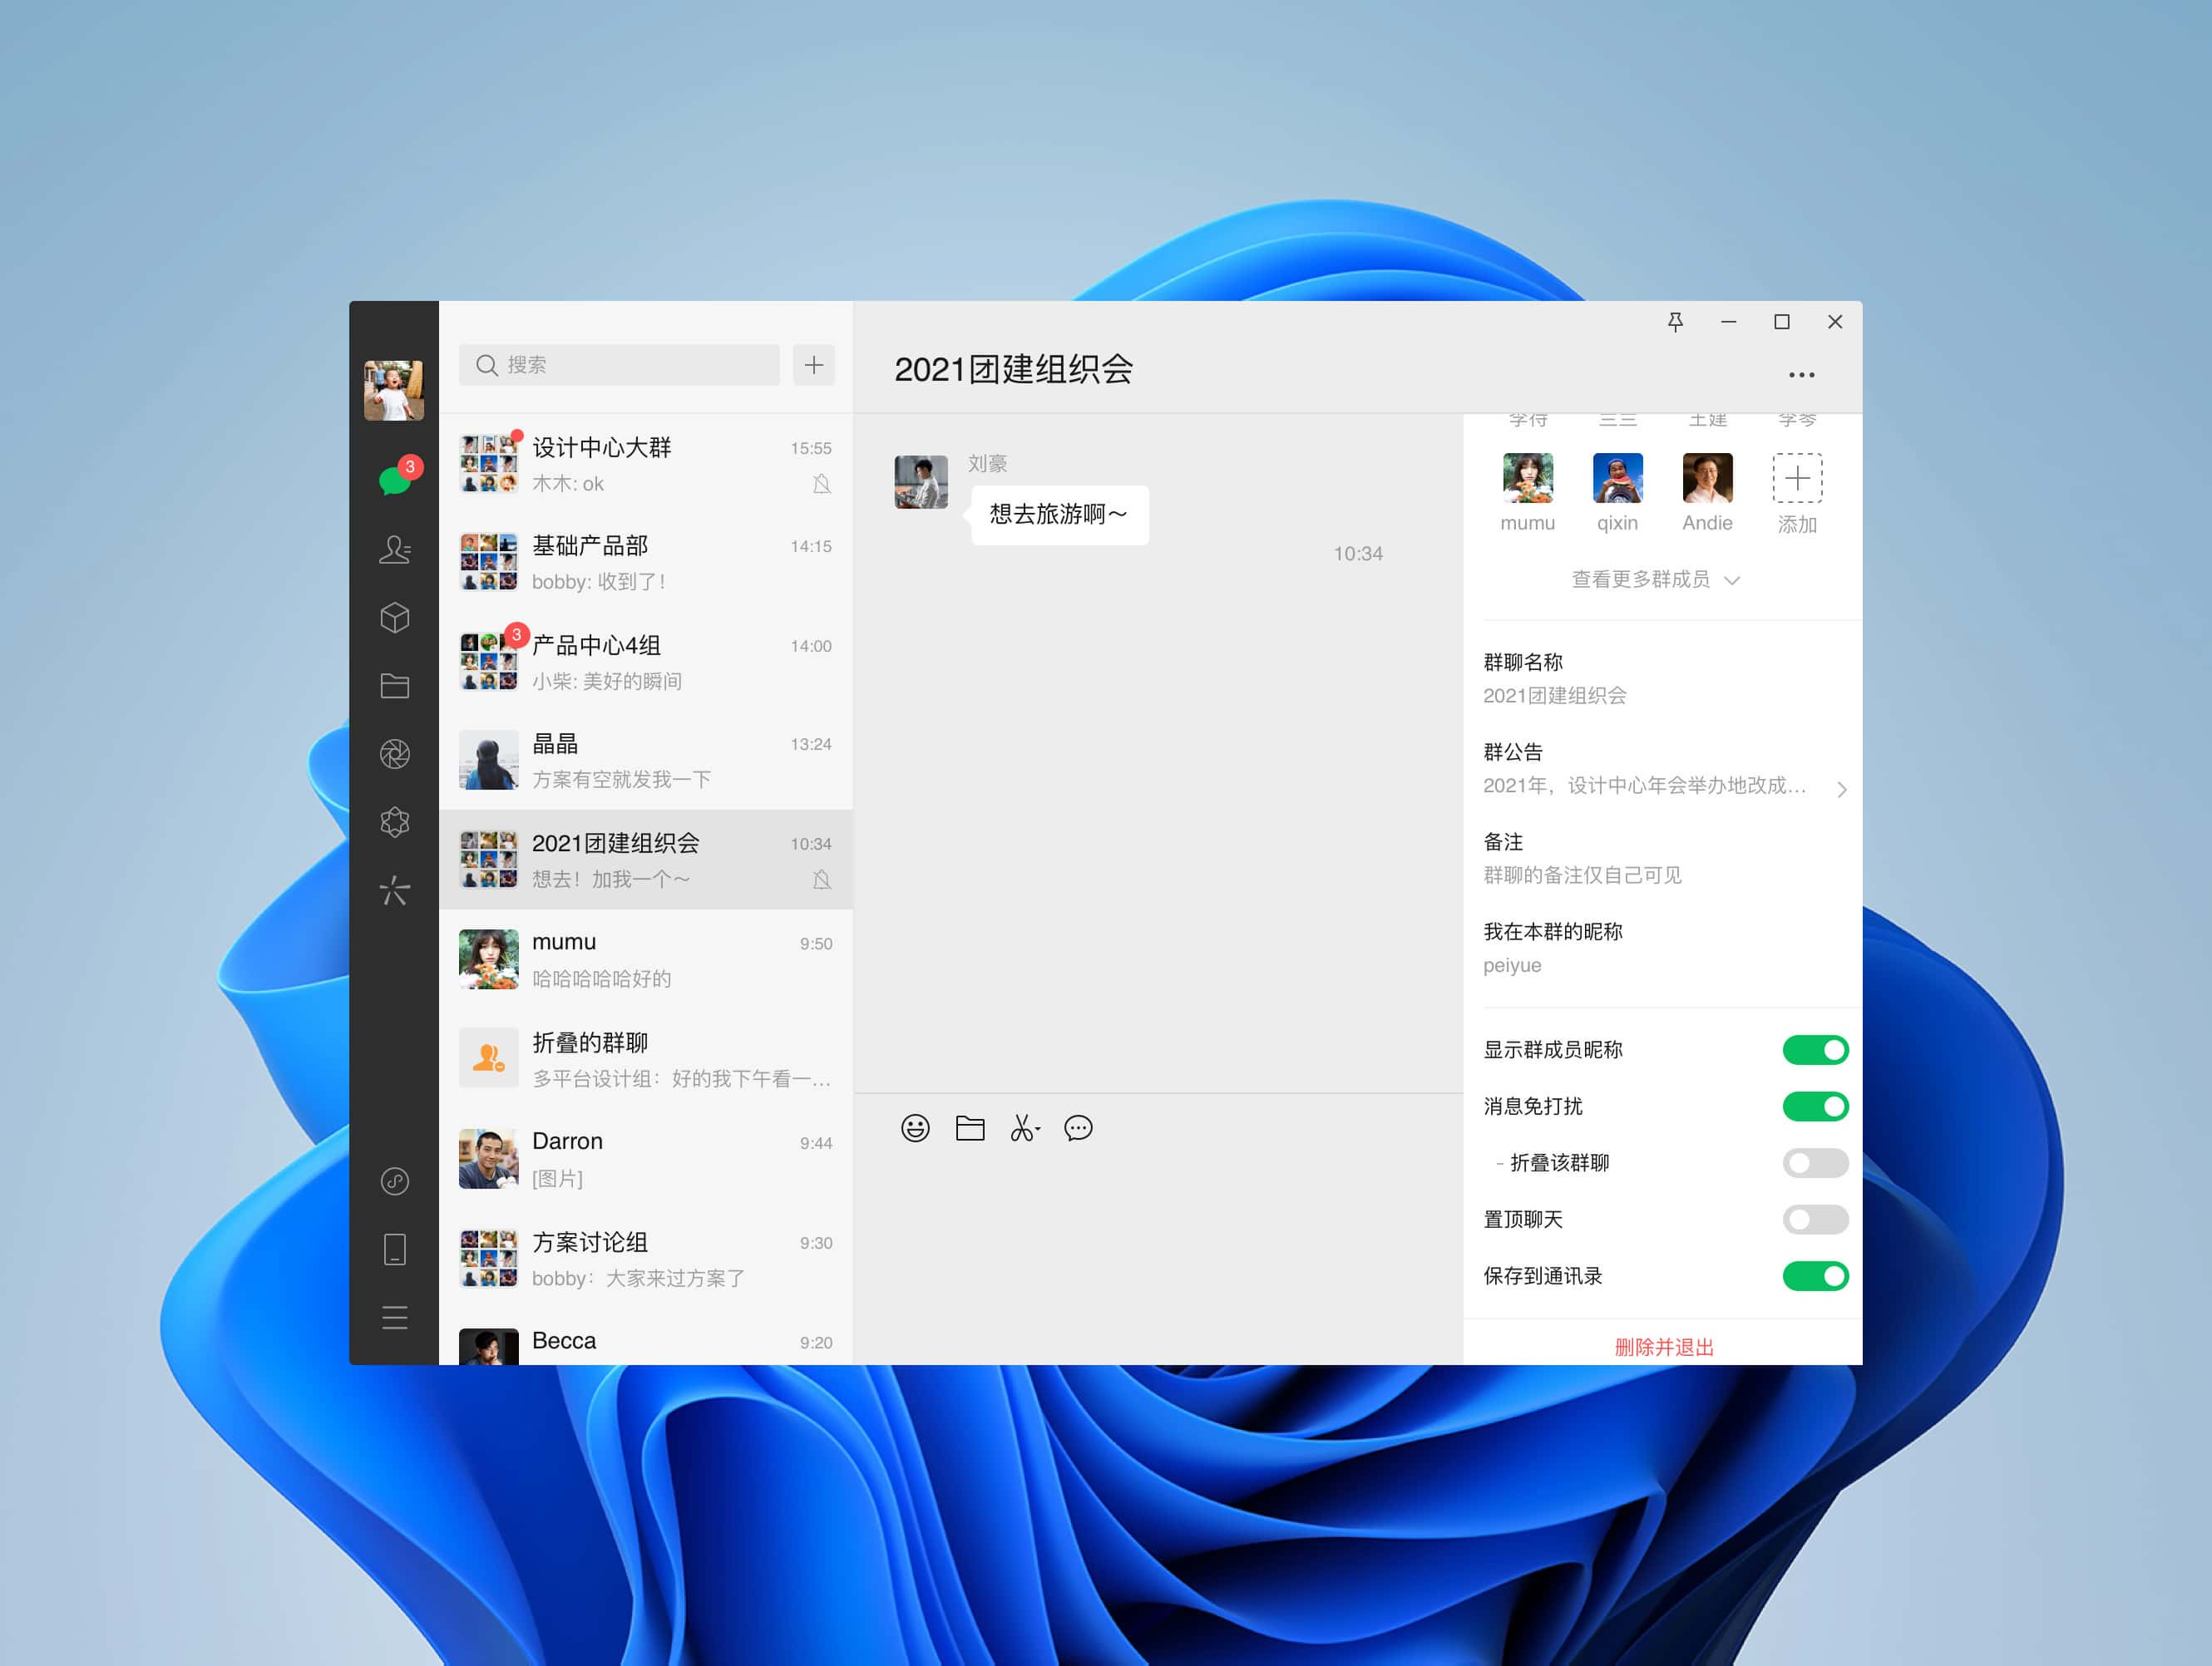 3
搜索
设计中心大群
15:55
木木: ok
基础产品部
14:15
bobby: 收到了!
3
产品中心4组
14:00
小柴: 美好的瞬间
晶晶
13:24
方案有空就发我一下
2021团建组织会
10:34
想去！加我一个～
mumu
9:50
哈哈哈哈哈好的
折叠的群聊
多平台设计组：好的我下午看一...
Darron
9:44
[图片]
方案讨论组
9:30
bobby：大家来过方案了
Becca
9:20
2021团建组织会
刘豪
想去旅游啊～
10:34
mumu
qixin
Andie
添加
查看更多群成员
群聊名称
2021团建组织会
群公告
2021年，设计中心年会举办地改成...
备注
群聊的备注仅自己可见
我在本群的昵称
peiyue
显示群成员昵称
消息免打扰
- 折叠该群聊
置顶聊天
保存到通讯录
删除并退出